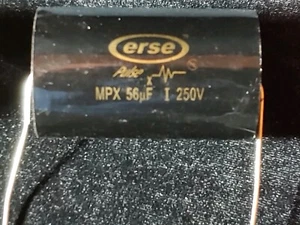 erse
Pulse
X S
MPX 56µF I 250V